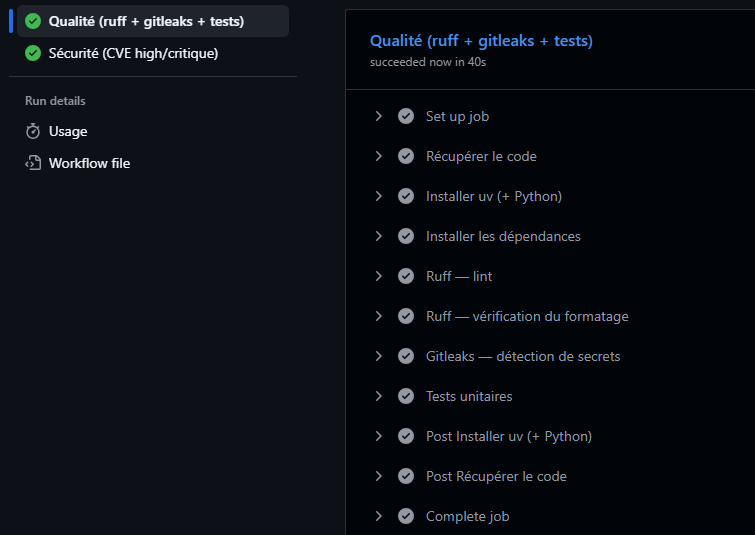 Qualité (ruff + gitleaks + tests)
Sécurité (CVE high/critique)
Run details
Usage
Workflow file
Qualité (ruff + gitleaks + tests)
succeeded now in 40s
Set up job
Récupérer le code
Installer uv (+ Python)
Installer les dépendances
Ruff — lint
Ruff — vérification du formatage
Gitleaks — détection de secrets
Tests unitaires
Post Installer uv (+ Python)
Post Récupérer le code
Complete job